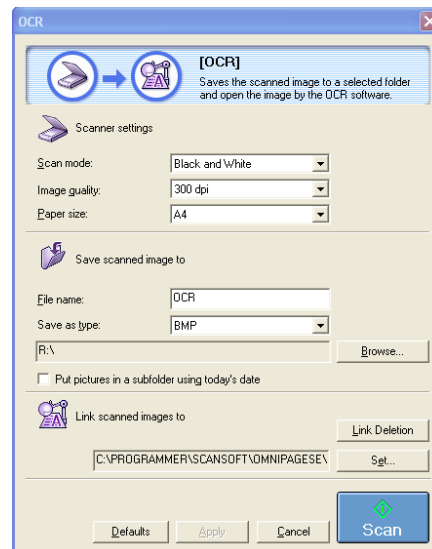 OCR
[OCR]
Saves the scanned image to a selected folder
and open the image by the OCR software.
Scanner settings
Scan mode: Black and White
Image quality: 300 dpi
Paper size: A4
Save scanned image to
File name: OCR
Save as type: BMP
R:\ Browse...
Put pictures in a subfolder using today's date
Link scanned images to
Link Deletion
C:\PROGRAMMER\SCANSOFT\OMNIPAGESE\ Set...
Defaults Apply Cancel Scan